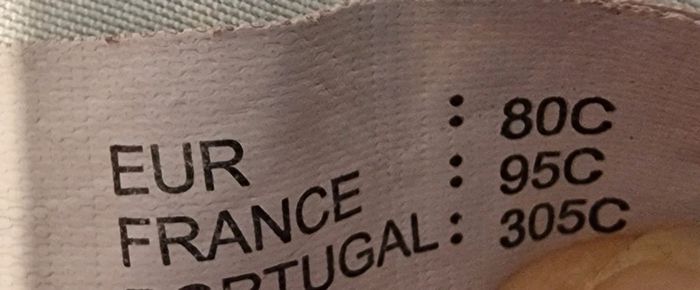 EUR : 80C
FRANCE : 95C
PORTUGAL : 305C